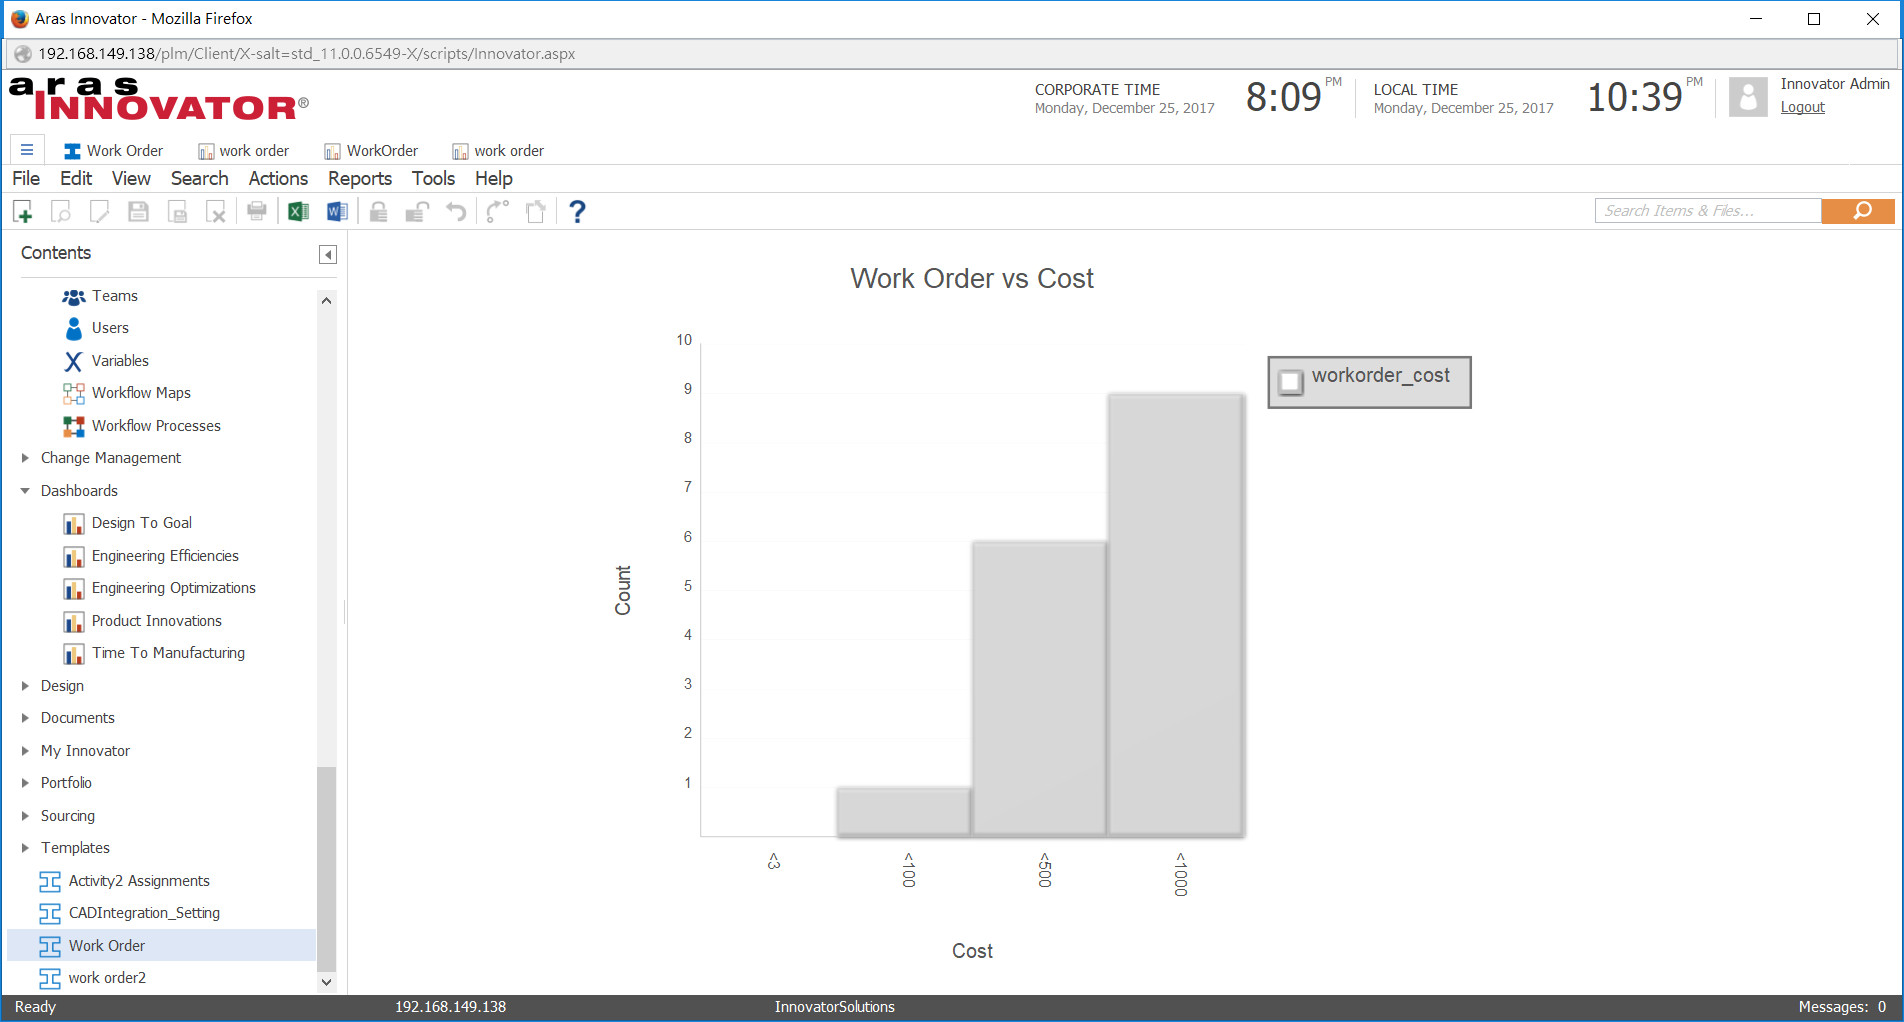 Aras Innovator - Mozilla Firefox
192.168.149.138/plm/Client/X-salt=std_11.0.0.6549-X/scripts/Innovator.aspx
aras
INNOVATOR®
CORPORATE TIME
Monday, December 25, 2017
8:09 PM
LOCAL TIME
Monday, December 25, 2017
10:39 PM
Innovator Admin
Logout
Work Order
work order
WorkOrder
work order
File Edit View Search Actions Reports Tools Help
Search Items & Files...
Contents
Teams
Users
Variables
Workflow Maps
Workflow Processes
Change Management
Dashboards
Design To Goal
Engineering Efficiencies
Engineering Optimizations
Product Innovations
Time To Manufacturing
Design
Documents
My Innovator
Portfolio
Sourcing
Templates
Activity2 Assignments
CADIntegration_Setting
Work Order
work order2
Work Order vs Cost
10
9
8
7
6
5
4
3
2
1
Count
<3
<100
<500
<1000
Cost
workorder_cost
Ready
192.168.149.138
InnovatorSolutions
Messages: 0